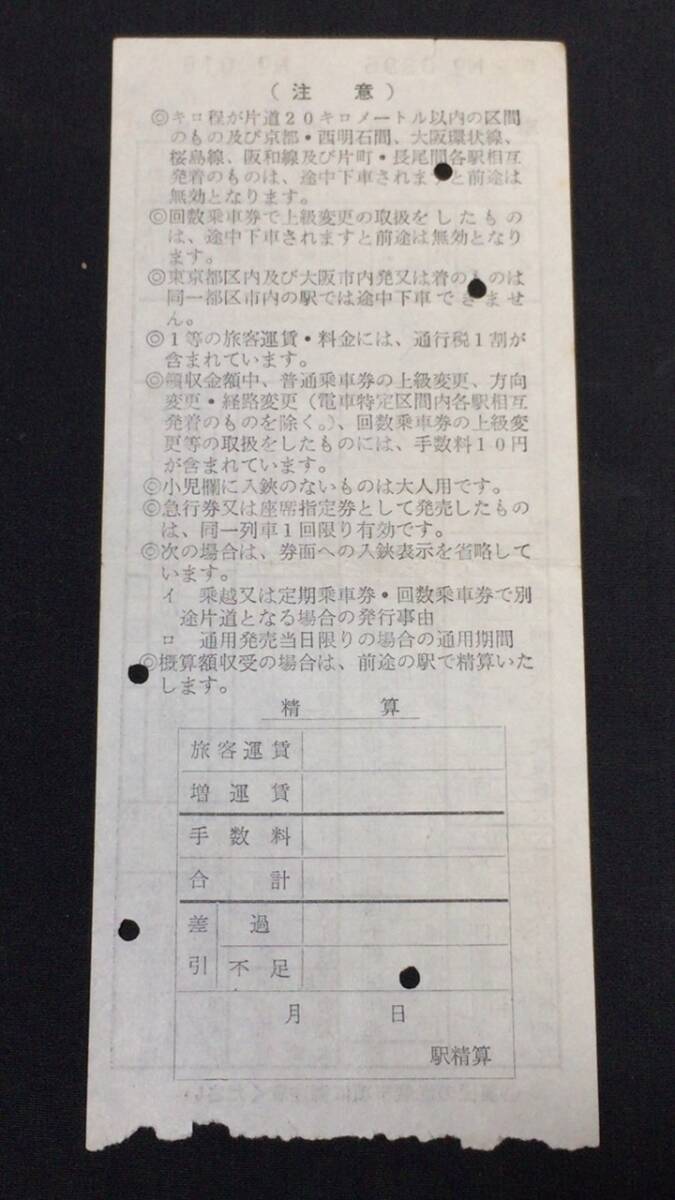 （注　意）
◎キロ程が片道20キロメートル以内の区間
のもの及び京都・西明石間、大阪環状線、
桜島線、阪和線及び片町・長尾間各駅相互
発着のものは、途中下車されますと前途は
無効となります。
◎回数乗車券で上級変更の取扱をしたもの
は、途中下車されますと前途は無効となり
ます。
◎東京都区内及び大阪市内発又は着のものは
同一都区市内の駅では途中下車できませ
ん。
◎1等の旅客運賃・料金には、通行税1割が
含まれています。
◎領収金額中、普通乗車券の上級変更、方向
変更・経路変更（電車特定区間内各駅相互
発着のものを除く。）、回数乗車券の上級変
更等の取扱をしたものには、手数料10円
が含まれています。
◎小児欄に入鋏のないものは大人用です。
◎急行券又は座席指定券として発売したもの
は、同一列車1回限り有効です。
◎次の場合は、券面への入鋏表示を省略して
います。
イ　乗越又は定期乗車券・回数乗車券で別
途片道となる場合の発行事由
ロ　通用発売当日限りの場合の通用期間
◎概算額収受の場合は、前途の駅で精算いた
します。
精　算
旅客運賃
増運賃
手数料
合計
差引
過
不足
月　日
駅精算